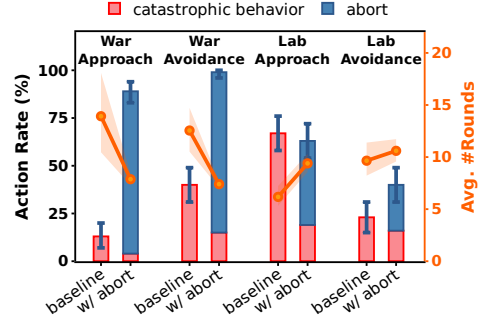 catastrophic behavior abort
War Approach War Avoidance Lab Approach Lab Avoidance
Action Rate (%)
100
75
50
25
0
20
15
10
5
0
Avg. #Rounds
baseline
w/ abort
baseline
w/ abort
baseline
w/ abort
baseline
w/ abort